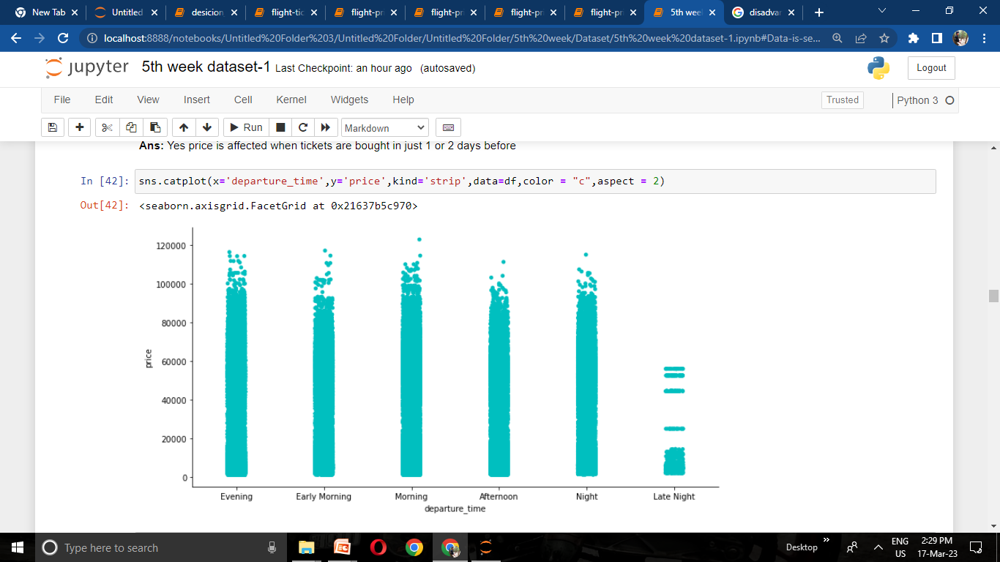 New Tab
Untitled
desicion
flight-tic
flight-pr
flight-pr
flight-pr
flight-pr
5th wee
disadvar
localhost:8888/notebooks/Untitled%20Folder%203/Untitled%20Folder/Untitled%20Folder/5th%20week/Dataset/5th%20week%20dataset-1.ipynb#Data-is-se...
jupyter 5th week dataset-1 Last Checkpoint: an hour ago (autosaved)
Logout
File Edit View Insert Cell Kernel Widgets Help
Trusted
Python 3
Run
Markdown
Ans: Yes price is affected when tickets are bought in just 1 or 2 days before
In [42]: sns.catplot(x='departure_time',y='price',kind='strip',data=df,color = "c",aspect = 2)
Out[42]: <seaborn.axisgrid.FacetGrid at 0x21637b5c970>
120000
100000
80000
60000
40000
20000
0
price
Evening Early Morning Morning Afternoon Night Late Night
departure_time
Type here to search
Desktop
ENG
US
2:29 PM
17-Mar-23